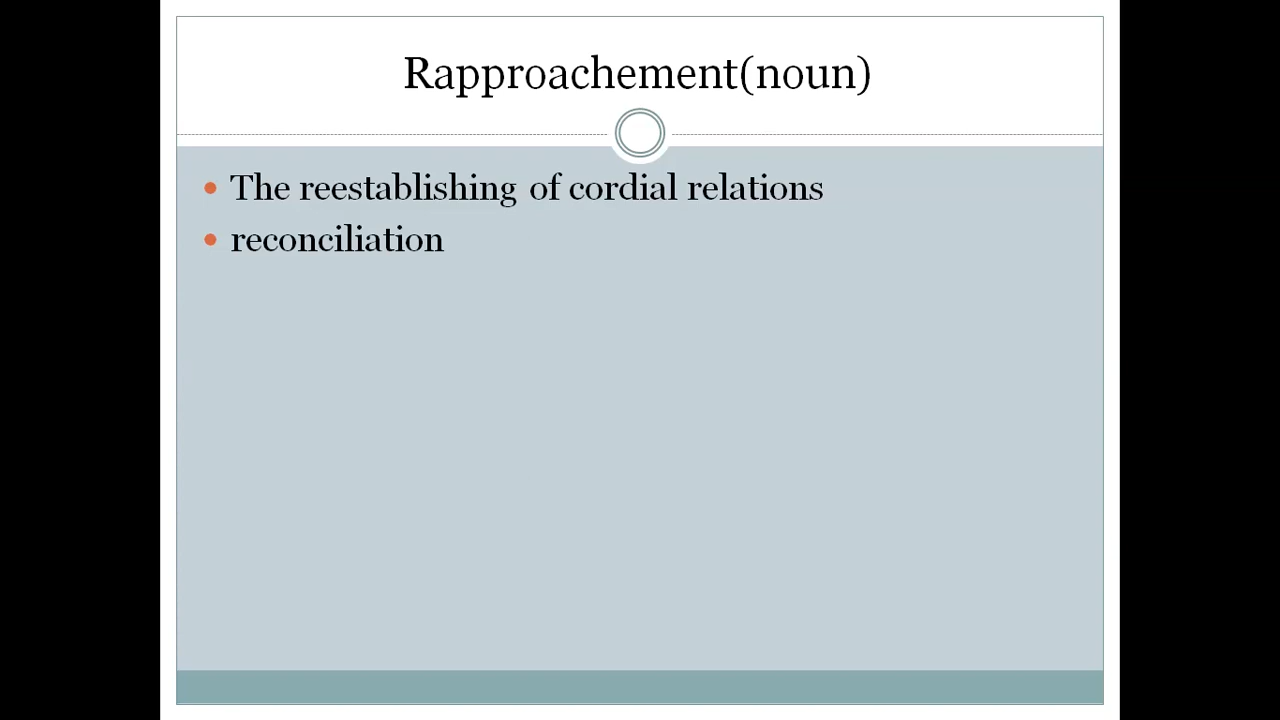 Rapproachement(noun)
The reestablishing of cordial relations
reconciliation